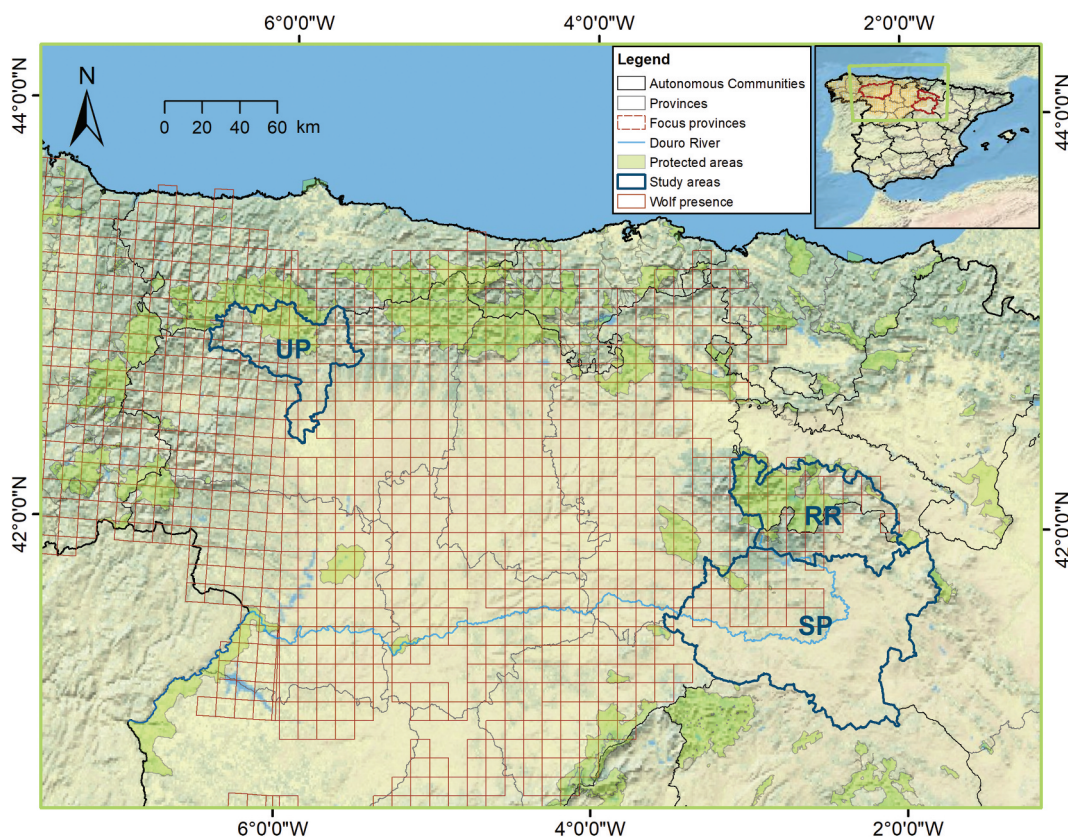 6°0'0"W 4°0'0"W 2°0'0"W
44°0'0"N
44°0'0"N
N
0 20 40 60 km
Legend
Autonomous Communities
Provinces
Focus provinces
Douro River
Protected areas
Study areas
Wolf presence
UP
RR
SP
42°0'0"N
42°0'0"N
6°0'0"W 4°0'0"W 2°0'0"W